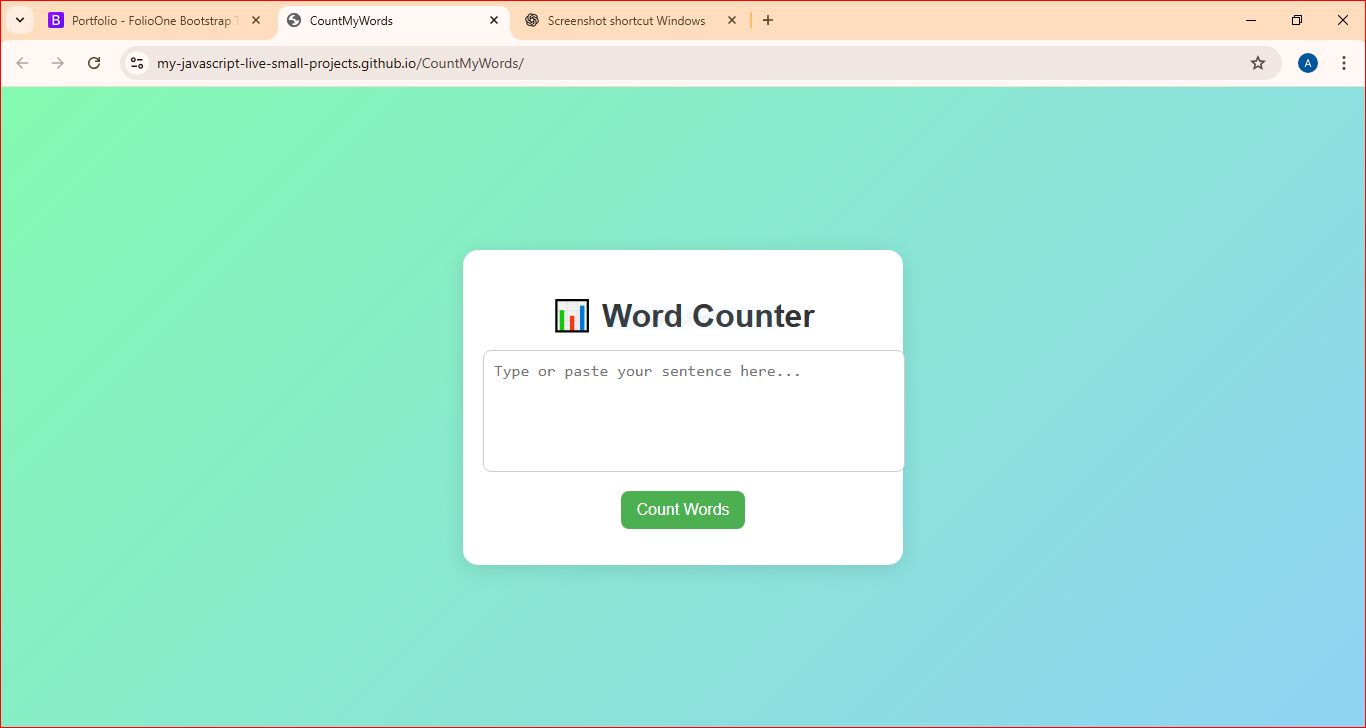 B Portfolio - FolioOne Bootstrap
CountMyWords
Screenshot shortcut Windows
my-javascript-live-small-projects.github.io/CountMyWords/
A
Word Counter
Type or paste your sentence here...
Count Words